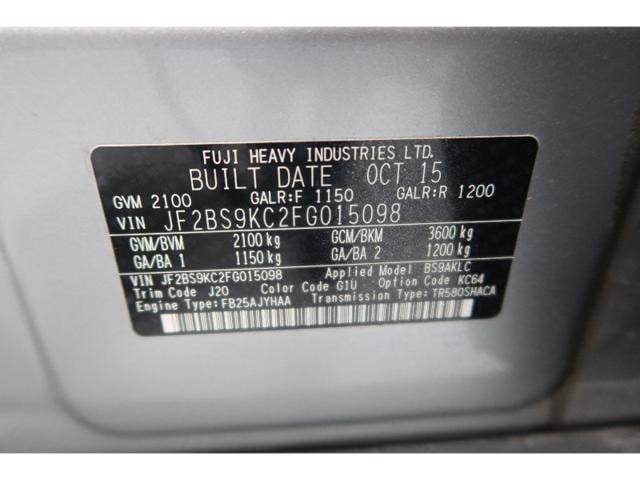 FUJI HEAVY INDUSTRIES LTD.
BUILT DATE OCT 15
GVM 2100 GALR:F 1150 GALR:R 1200
VIN JF2BS9KC2FG015098
GVM/BVM 2100 kg GCM/BKM 3600 kg
GA/BA 1 1150 kg GA/BA 2 1200 kg
VIN JF2BS9KC2FG015098 Applied Model BS9AKLC
Trim Code J20 Color Code G1U Option Code KC64
Engine Type FB25AJYHAA Transmission Type TR580SHACA